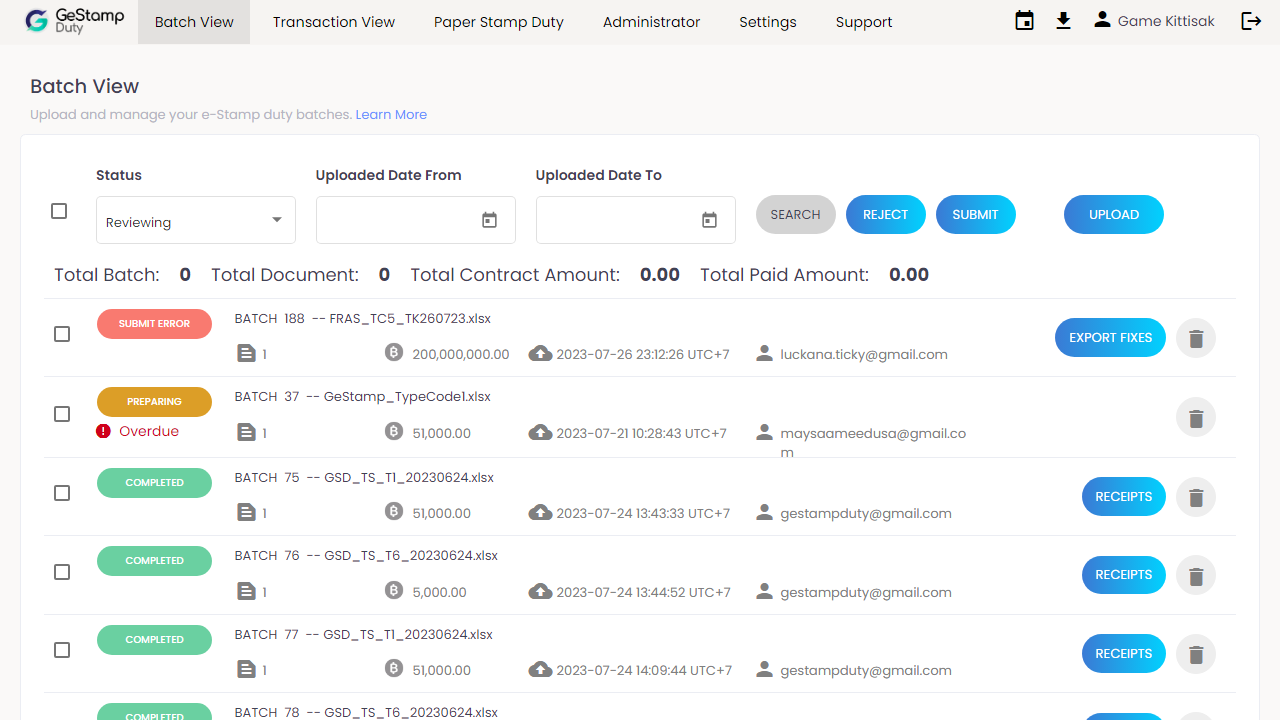 GeStamp Duty
Batch View
Transaction View
Paper Stamp Duty
Administrator
Settings
Support
Game Kittisak
Batch View
Upload and manage your e-Stamp duty batches. Learn More
Status
Uploaded Date From
Uploaded Date To
Reviewing
SEARCH
REJECT
SUBMIT
UPLOAD
Total Batch: 0 Total Document: 0 Total Contract Amount: 0.00 Total Paid Amount: 0.00
SUBMIT ERROR
BATCH 188 -- FRAS_TC5_TK260723.xlsx
1 200,000,000.00 2023-07-26 23:12:26 UTC+7 luckana.ticky@gmail.com
EXPORT FIXES
PREPARING
BATCH 37 -- GeStamp_TypeCode1.xlsx
Overdue
1 51,000.00 2023-07-21 10:28:43 UTC+7 maysaameedusa@gmail.co
m
COMPLETED
BATCH 75 -- GSD_TS_T1_20230624.xlsx
1 51,000.00 2023-07-24 13:43:33 UTC+7 gestampduty@gmail.com
RECEIPTS
COMPLETED
BATCH 76 -- GSD_TS_T6_20230624.xlsx
1 5,000.00 2023-07-24 13:44:52 UTC+7 gestampduty@gmail.com
RECEIPTS
COMPLETED
BATCH 77 -- GSD_TS_T1_20230624.xlsx
1 51,000.00 2023-07-24 14:09:44 UTC+7 gestampduty@gmail.com
RECEIPTS
COMPLETED
BATCH 78 -- GSD_TS_T6_20230624.xlsx